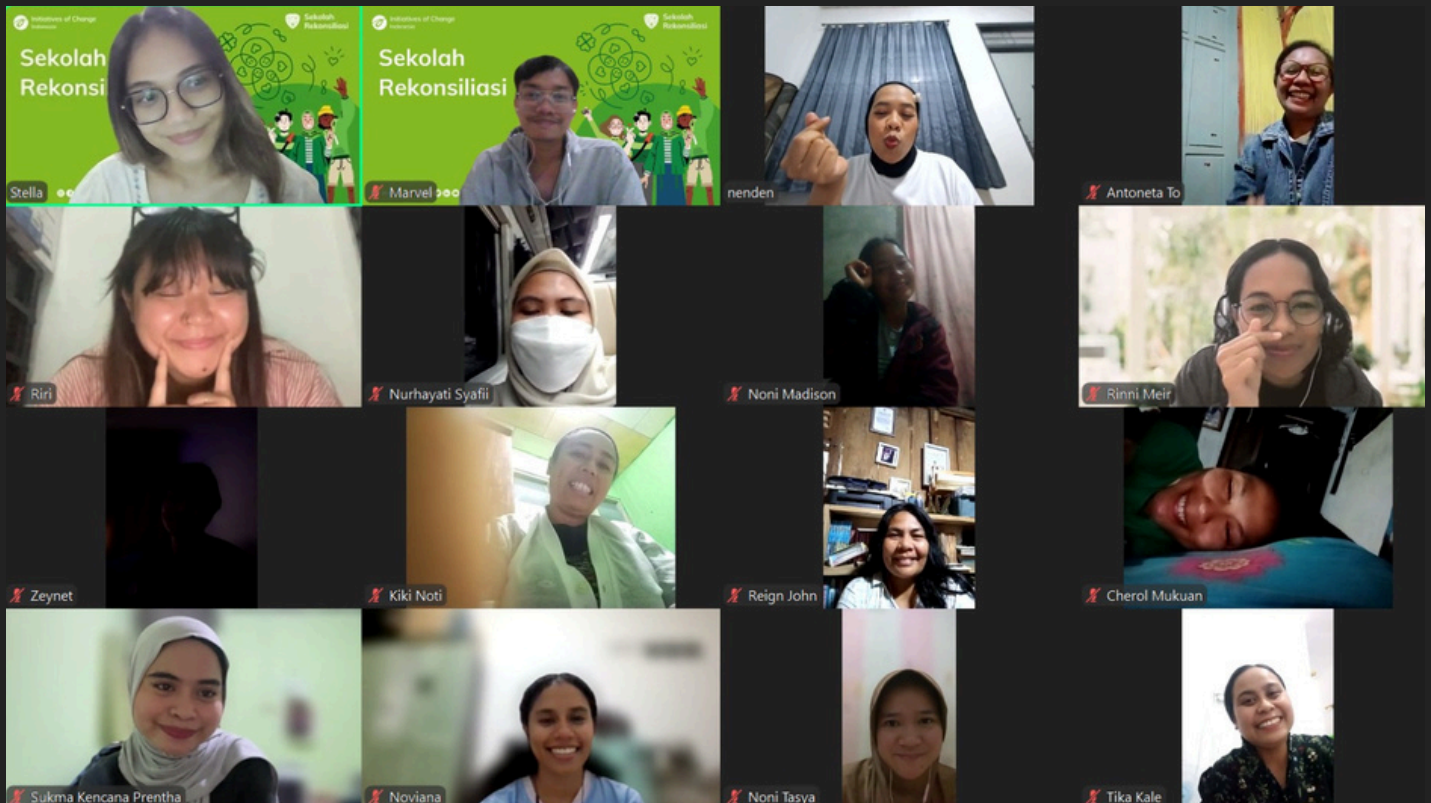 Initiatives of Change
Indonesia
Sekolah
Rekonsiliasi
Sekolah
Rekonsi
Stella
Initiatives of Change
Indonesia
Sekolah
Rekonsiliasi
Sekolah
Rekonsiliasi
Marvel
nenden
Antoneta To
Riri
Nurhayati Syafii
Noni Madison
Rinni Meir
Zeynet
Kiki Noti
Reign John
Cherol Mukuan
Sukma Kencana Prentha
Noviana
Noni Tasya
Tika Kale